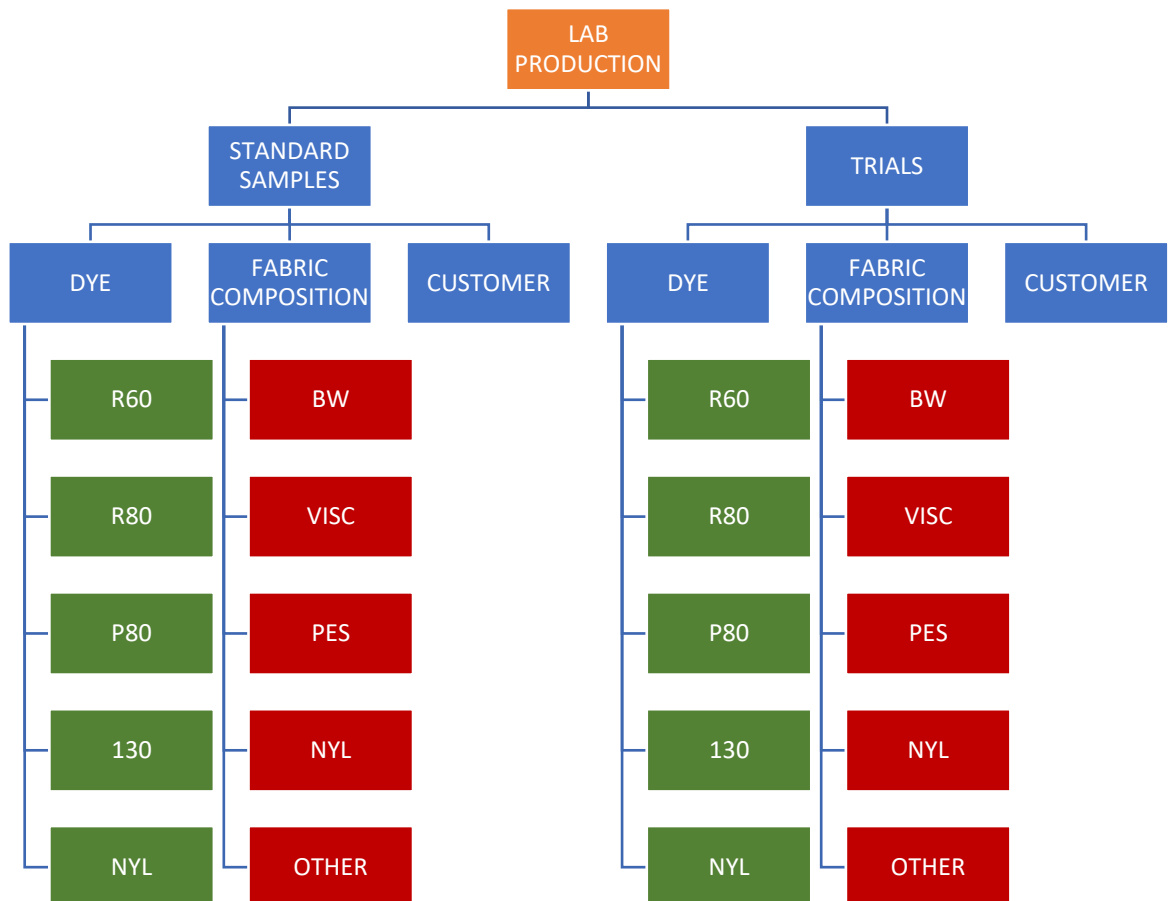 LAB
PRODUCTION
STANDARD
SAMPLES
TRIALS
DYE
FABRIC
COMPOSITION
CUSTOMER
DYE
FABRIC
COMPOSITION
CUSTOMER
R60
BW
R60
BW
R80
VISC
R80
VISC
P80
PES
P80
PES
130
NYL
130
NYL
NYL
OTHER
NYL
OTHER